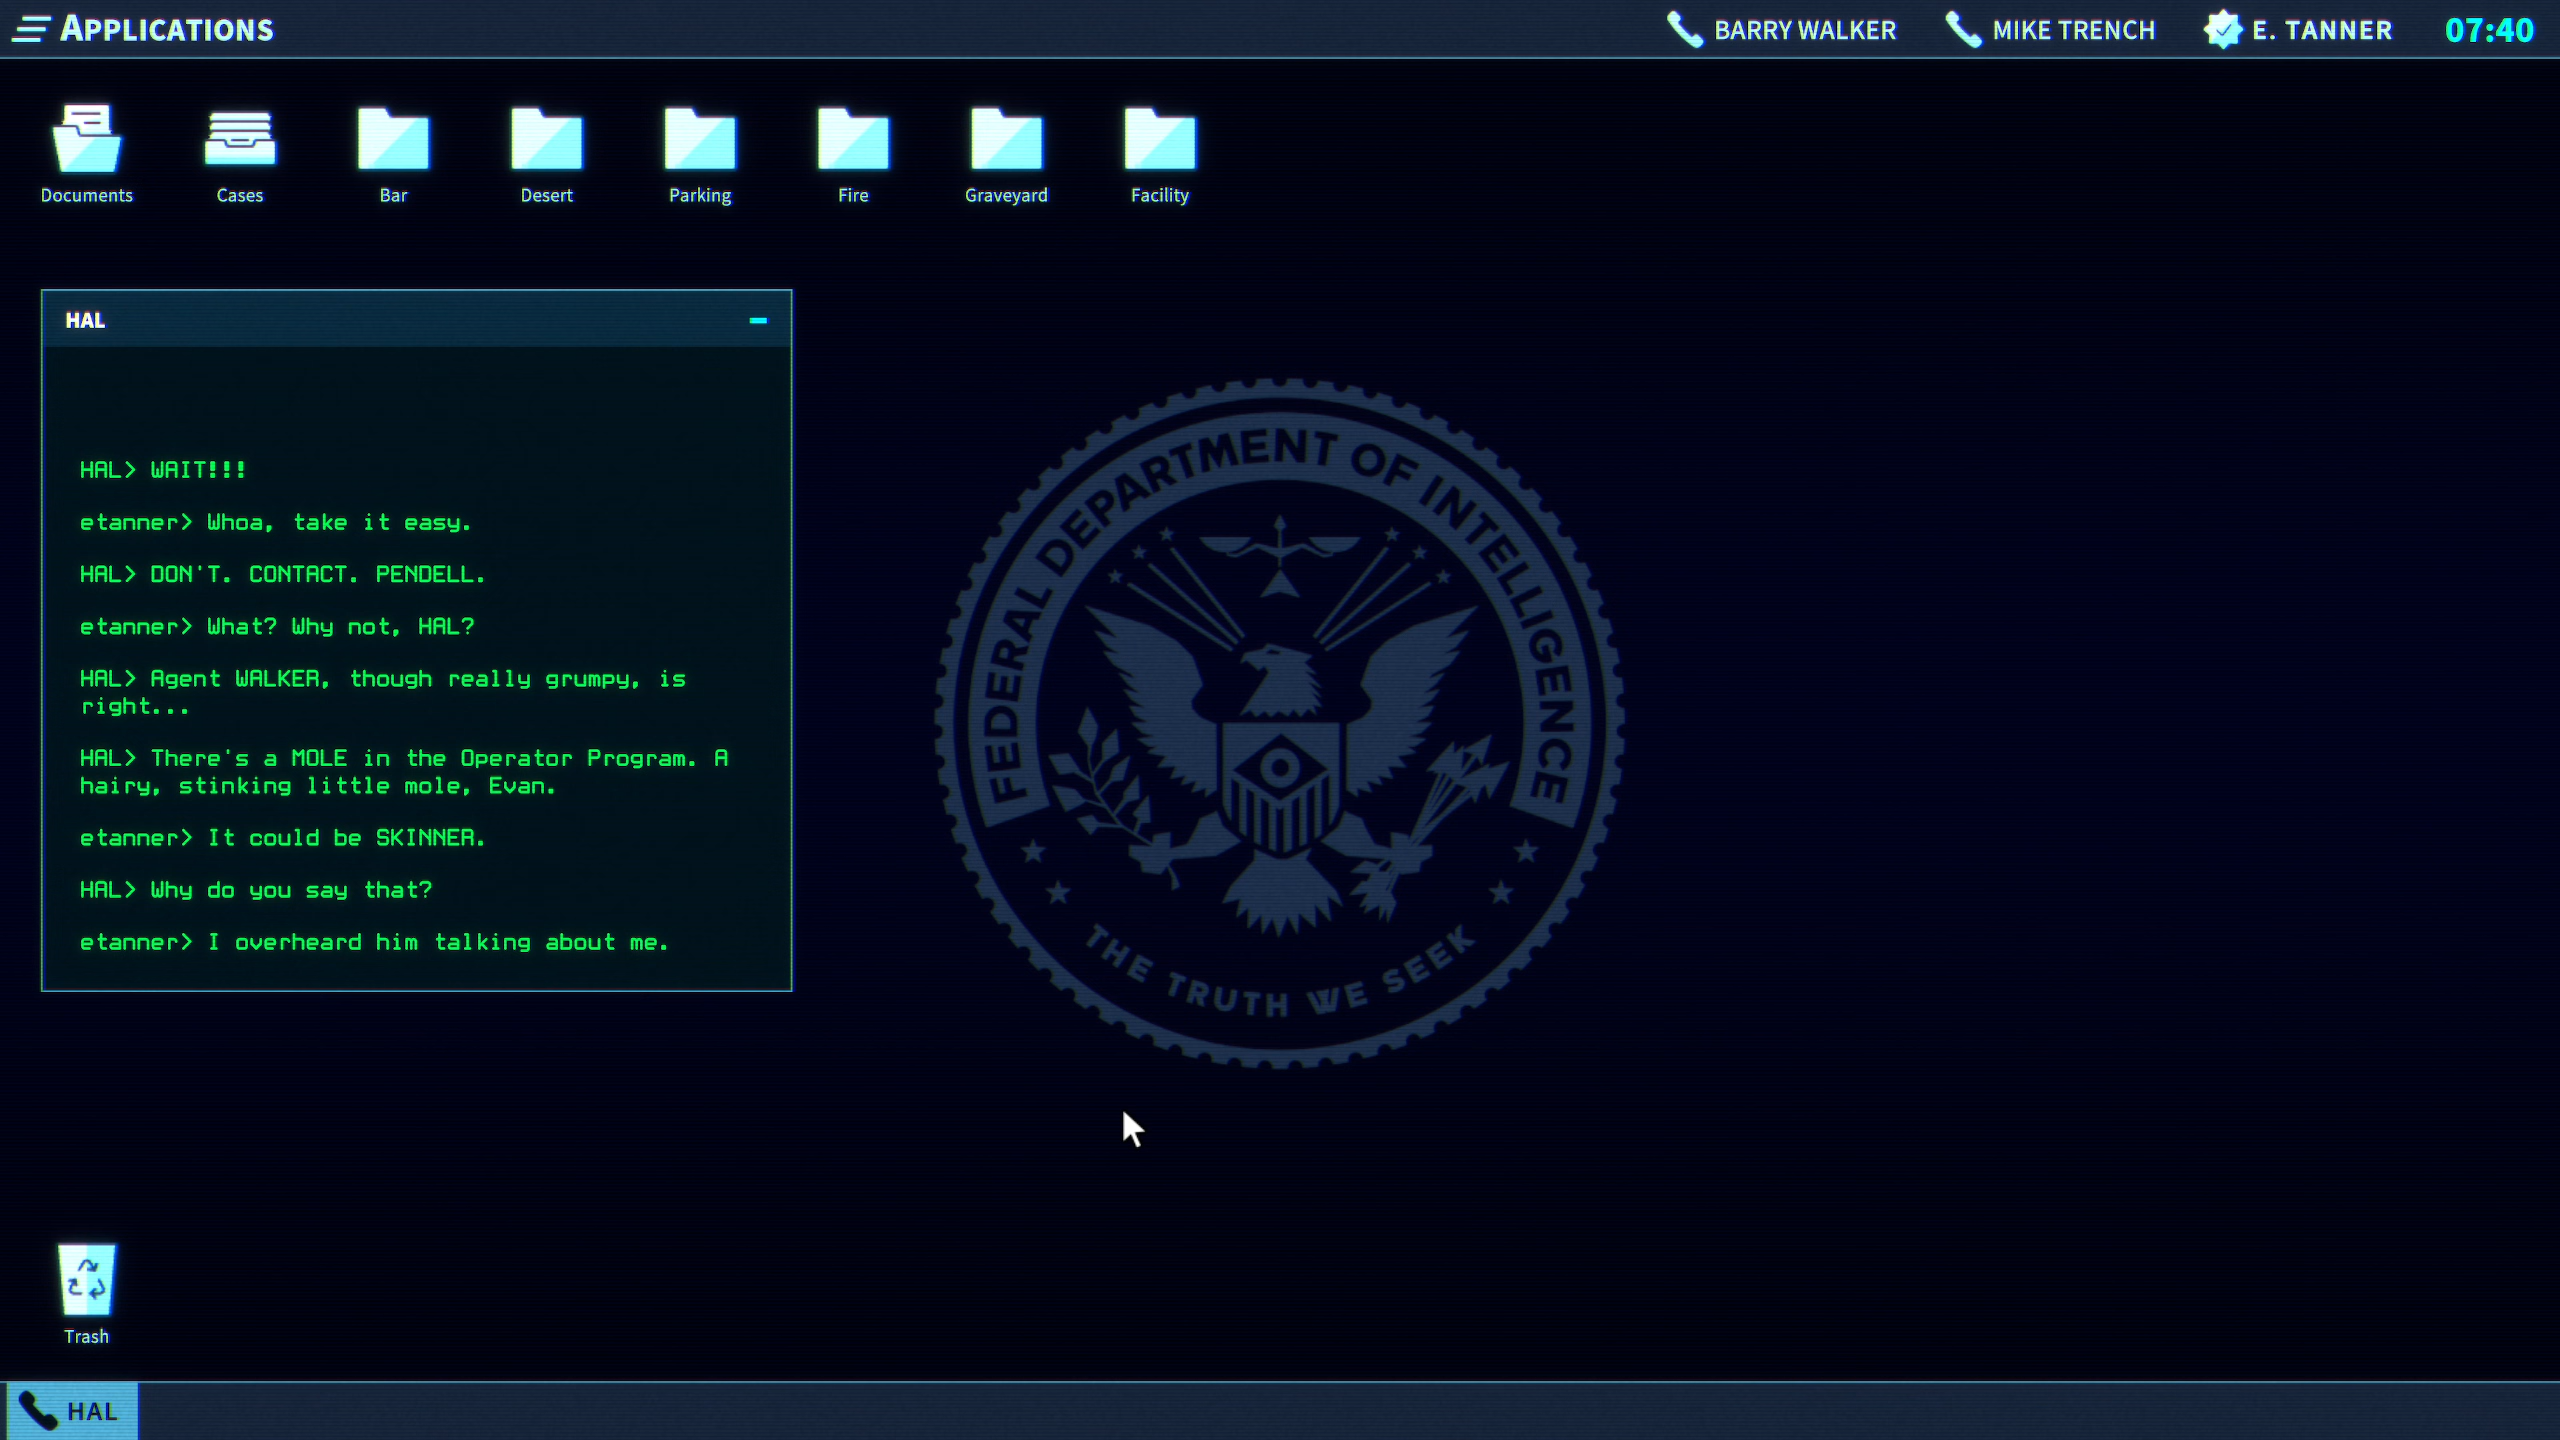 APPLICATIONS
BARRY WALKER
MIKE TRENCH
E. TANNER
07:40
Documents
Cases
Bar
Desert
Parking
Fire
Graveyard
Facility
HAL
HAL> WAIT!!!
etanner> Whoa, take it easy.
HAL> DON'T. CONTACT. PENDELL.
etanner> What? Why not, HAL?
HAL> Agent WALKER, though really grumpy, is
right...
HAL> There's a MOLE in the Operator Program. A
hairy, stinking little mole, Evan.
etanner> It could be SKINNER.
HAL> Why do you say that?
etanner> I overheard him talking about me.
FEDERAL DEPARTMENT OF INTELLIGENCE
THE TRUTH WE SEEK
Trash
HAL